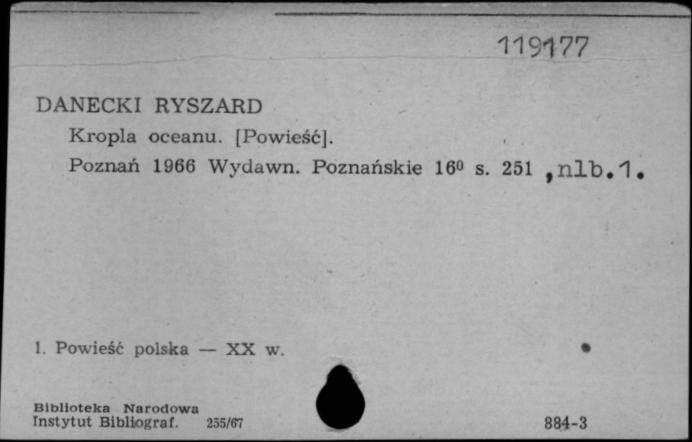 119177
DANECKI RYSZARD
Kropla oceanu. [Powieść].
Poznań 1966 Wydawn. Poznańskie 16⁰ s. 251 , nlb. 1.
1. Powieść polska — XX w.
Biblioteka Narodowa
Instytut Bibliograf. 255/67
884-3